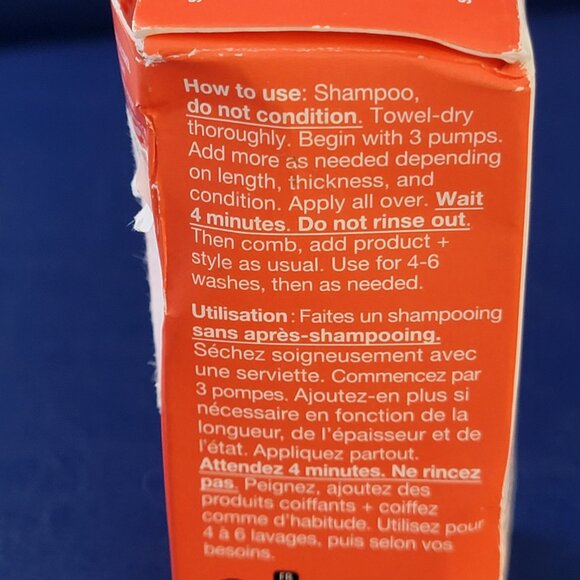 How to use: Shampoo,
do not condition. Towel-dry
thoroughly. Begin with 3 pumps.
Add more as needed depending
on length, thickness, and
condition. Apply all over. Wait
4 minutes. Do not rinse out.
Then comb, add product +
style as usual. Use for 4-6
washes, then as needed.
Utilisation : Faites un shampooing
sans après-shampooing.
Séchez soigneusement avec
une serviette. Commencez par
3 pompes. Ajoutez-en plus si
nécessaire en fonction de la
longueur, de l'épaisseur et de
l'état. Appliquez partout.
Attendez 4 minutes. Ne rincez
pas. Peignez, ajoutez des
produits coiffants + coiffez
comme d'habitude. Utilisez pour
4 à 6 lavages, puis selon vos
besoins.
FR